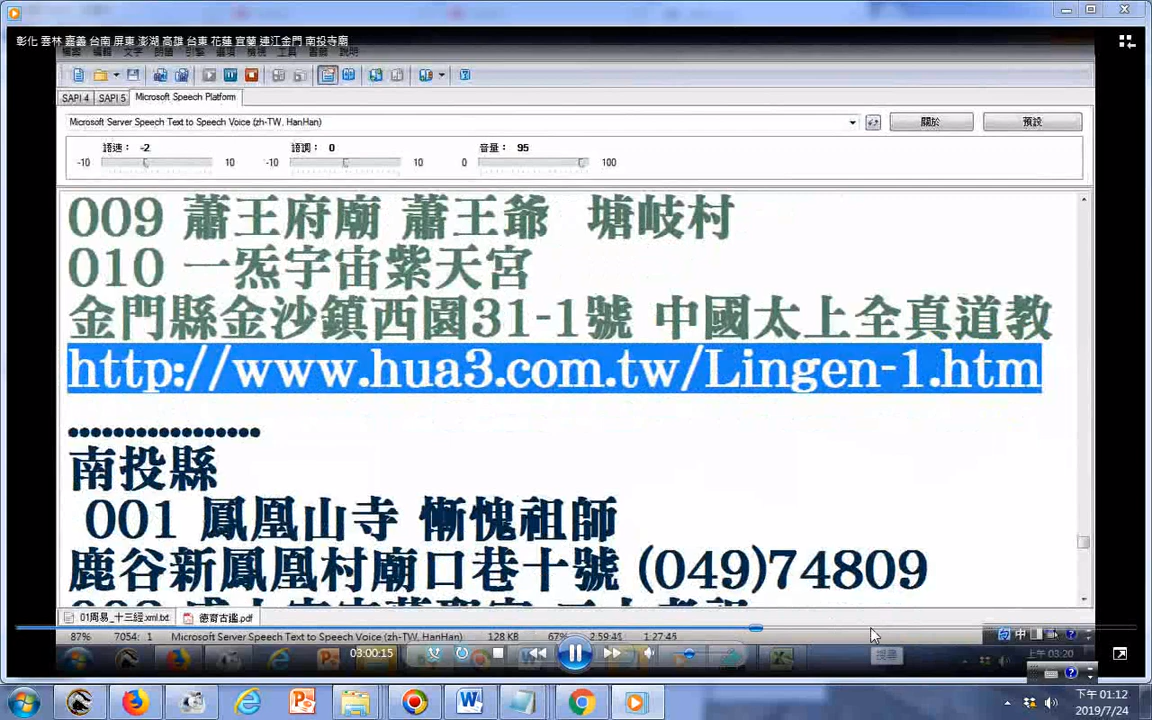 彰化 雲林 嘉義 台南 屏東 澎湖 高雄 台東 花蓮 宜蘭 連江金門 南投寺廟
SAPI 4 SAPI 5 Microsoft Speech Platform
Microsoft Server Speech Text to Speech Voice (zh-TW, HanHan) 關於 預設
語速： -2 語調： 0 音量： 95
-10 10 -10 10 0 100
009 蕭王府廟 蕭王爺 塘岐村
010 一炁宇宙紫天宮
金門縣金沙鎮西園31-1號 中國太上全真道教
http://www.hua3.com.tw/Lingen-1.htm
.................
南投縣
001 鳳凰山寺 慚愧祖師
鹿谷新鳳凰村廟口巷十號 (049)74809
01周易_十三經.xml.txt 德育古鑑.pdf
87% 7054: 1 Microsoft Server Speech Text to Speech Voice (zh-TW, HanHan) 128 KB 67% 2:59:41 1:27:45
中
03:00:15 搜尋 上午 03:20
下午 01:12
2019/7/24